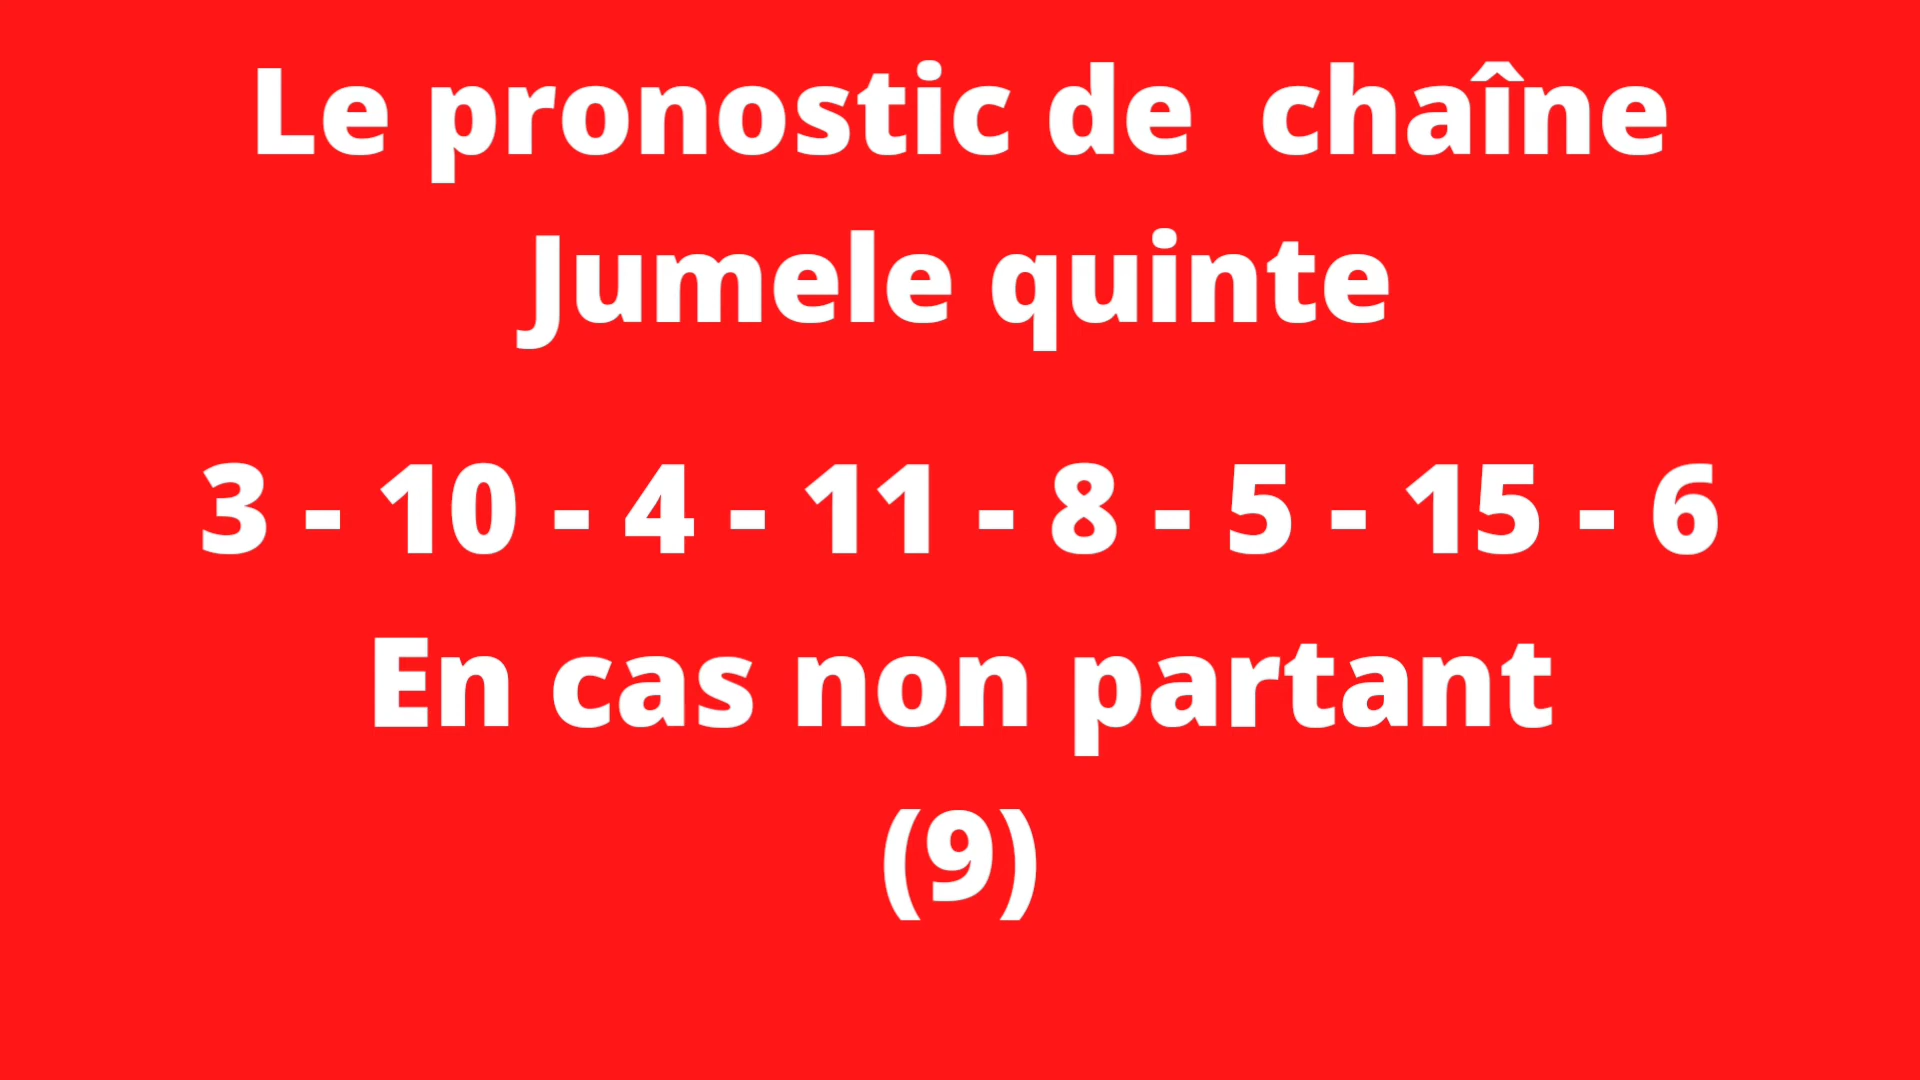 Le pronostic de  chaîne
Jumele quinte
3 - 10 - 4 - 11 - 8 - 5 - 15 - 6
En cas non partant
(9)